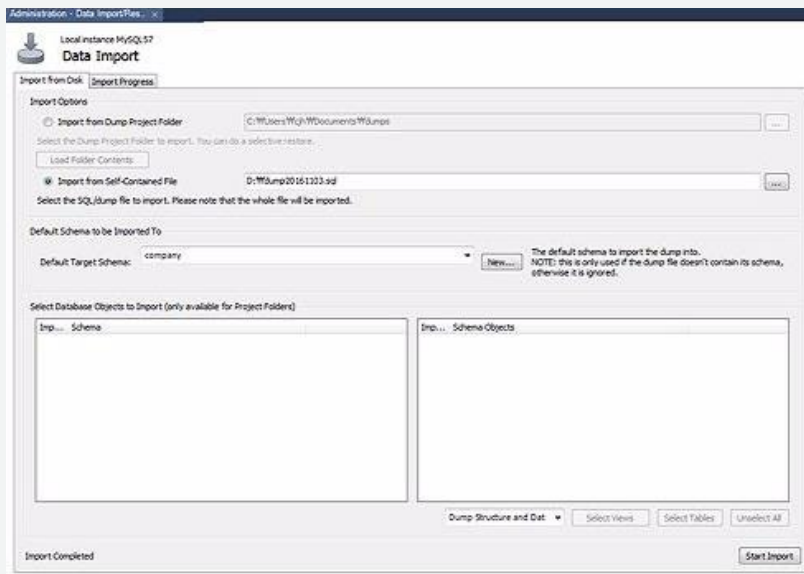 Administration - Data Import/Res... ×
Local instance MySQL57
Data Import
Import from Disk Import Progress
Import Options
Import from Dump Project Folder C:₩Users₩cjh₩Documents₩dumps ...
Select the Dump Project Folder to import. You can do a selective restore.
Load Folder Contents
Import from Self-Contained File D:₩dump20161103.sql ...
Select the SQL/dump file to import. Please note that the whole file will be imported.
Default Schema to be Imported To
Default Target Schema: company New... The default schema to import the dump into.
NOTE: this is only used if the dump file doesn't contain its schema,
otherwise it is ignored.
Select Database Objects to Import (only available for Project Folders)
Imp... Schema Imp... Schema Objects
Dump Structure and Dat Select Views Select Tables Unselect All
Import Completed Start Import